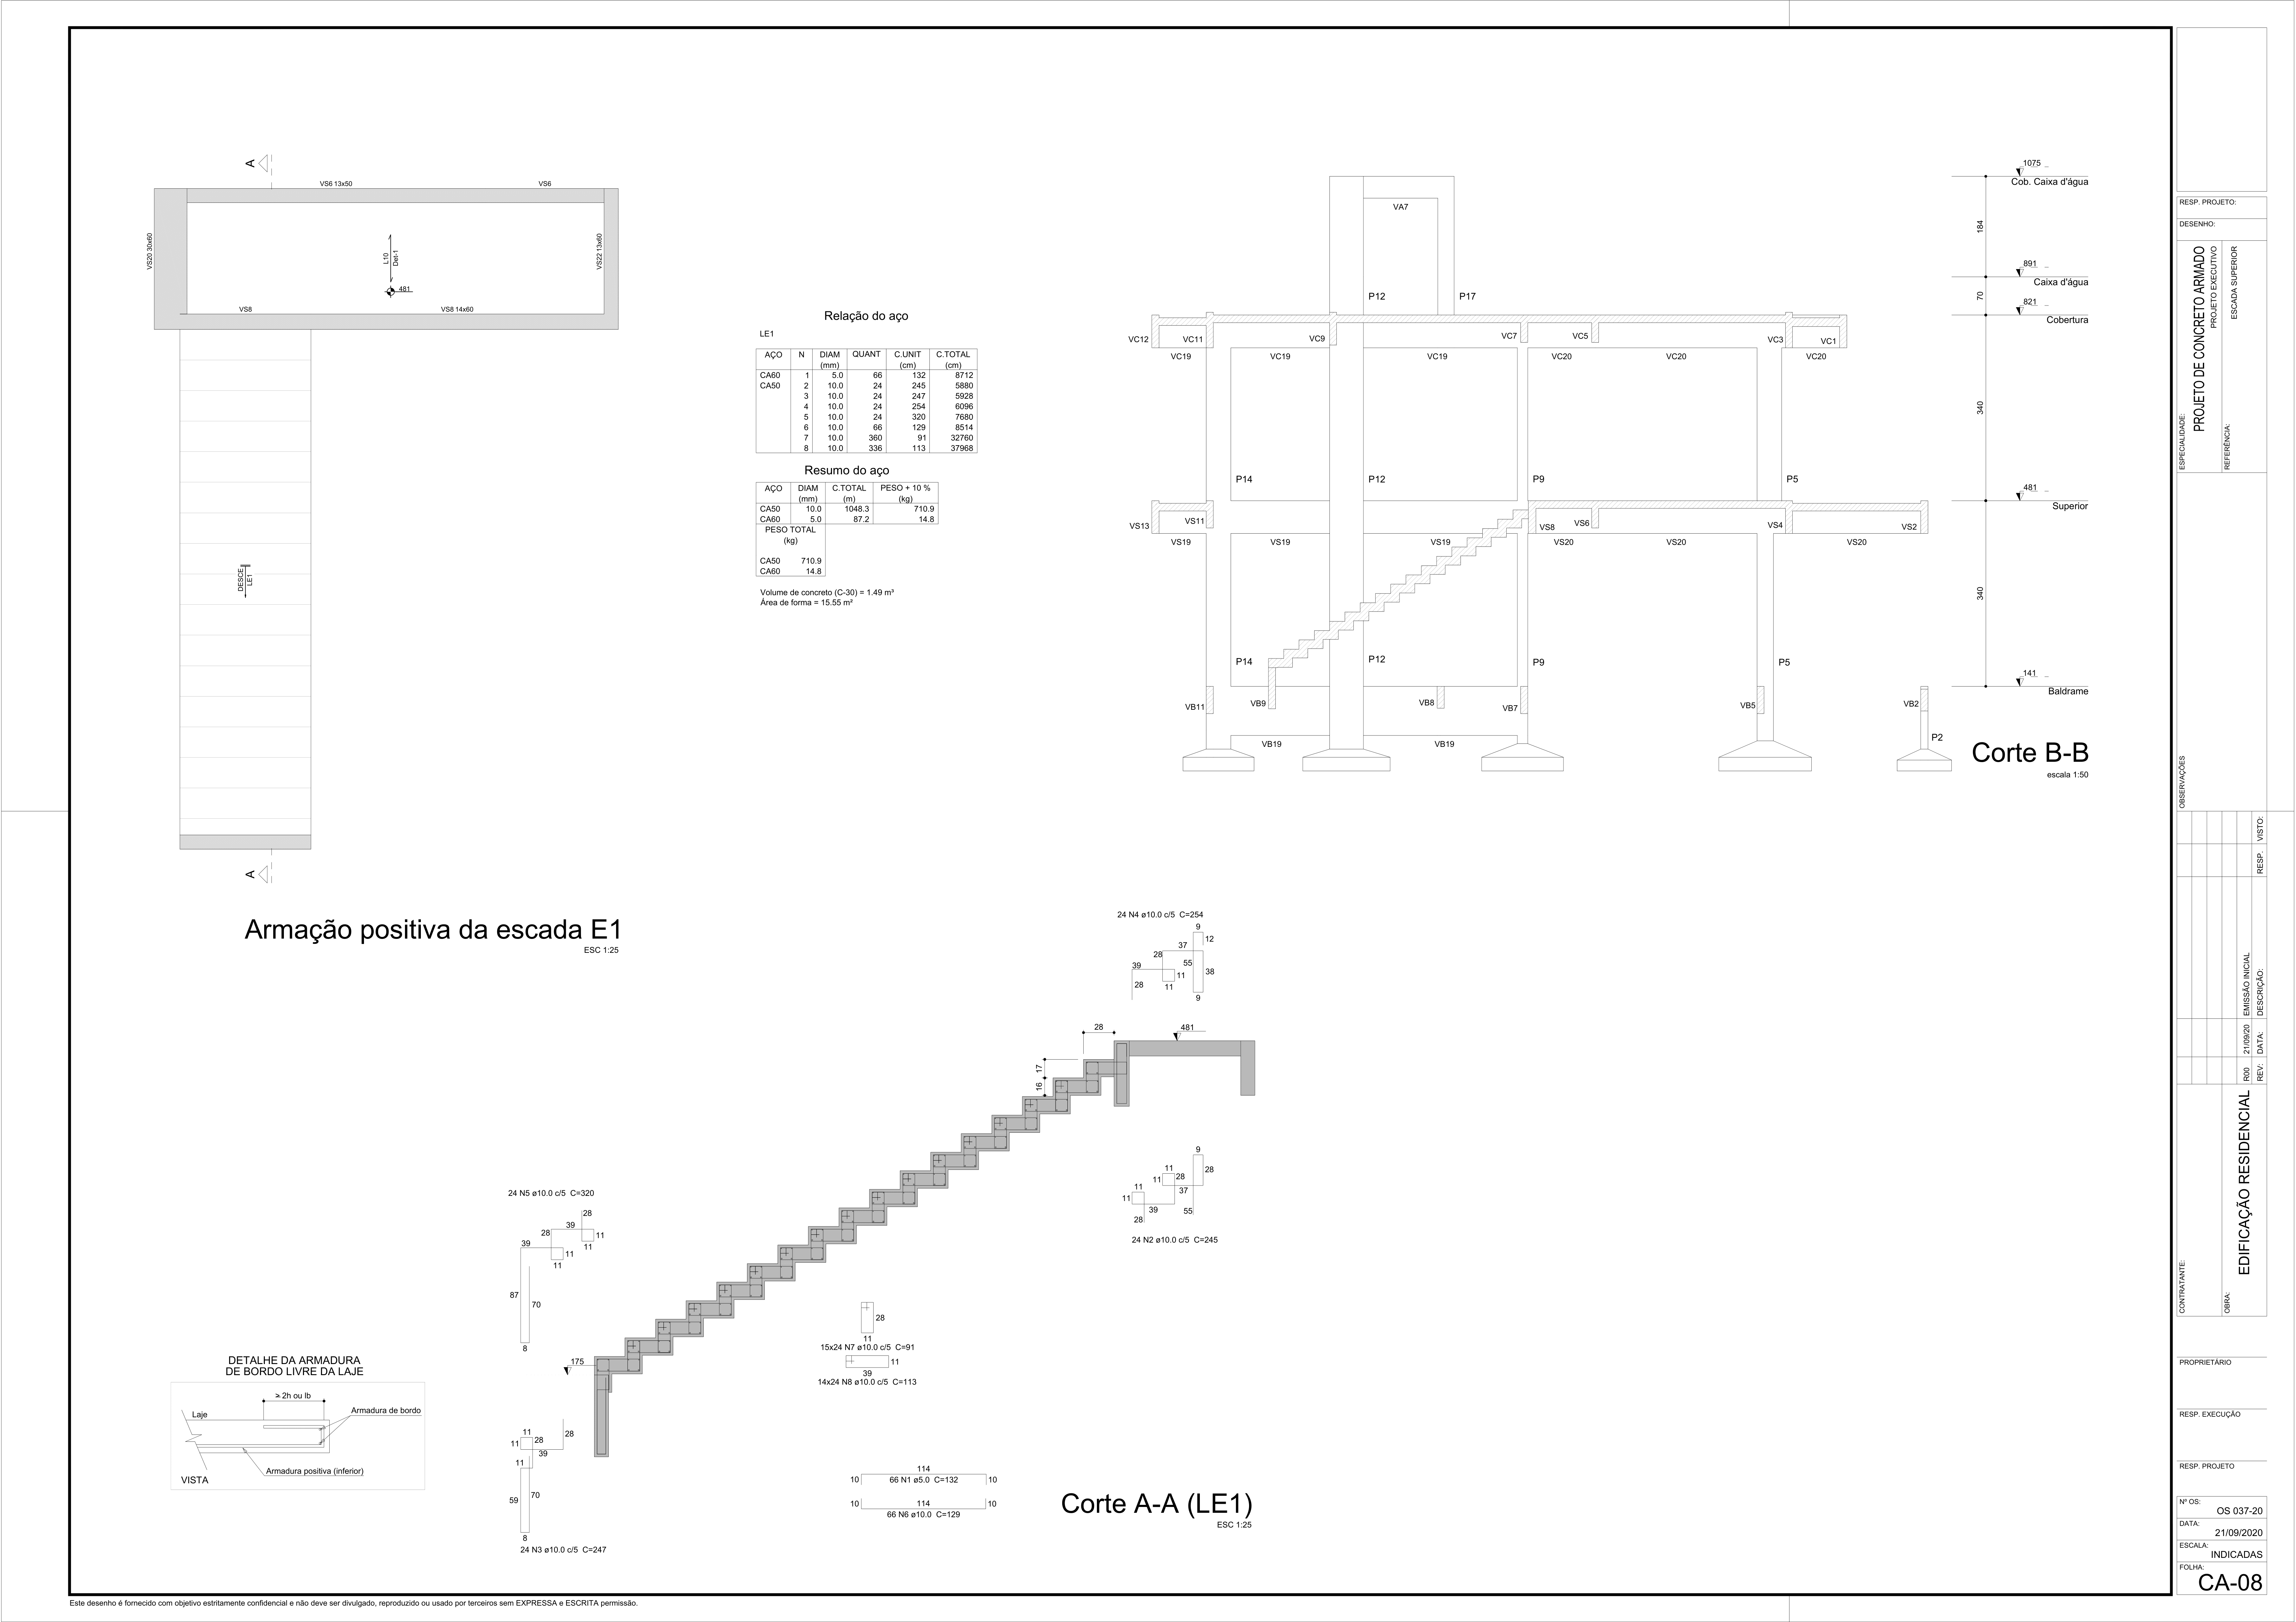 A
VS6 13x50
VS6
VS20 30x60
L10
Det-1
481
VS22 13x60
VS8
VS8 14x60
DESCE
LE1
A
Armação positiva da escada E1
ESC 1:25
Relação do aço
LE1
AÇO N DIAM QUANT C.UNIT C.TOTAL
(mm) (cm) (cm)
CA60 1 5.0 66 132 8712
CA50 2 10.0 24 245 5880
3 10.0 24 247 5928
4 10.0 24 254 6096
5 10.0 24 320 7680
6 10.0 66 129 8514
7 10.0 360 91 32760
8 10.0 336 113 37968
Resumo do aço
AÇO DIAM C.TOTAL PESO + 10 %
(mm) (m) (kg)
CA50 10.0 1048.3 710.9
CA60 5.0 87.2 14.8
PESO TOTAL
(kg)
CA50 710.9
CA60 14.8
Volume de concreto (C-30) = 1.49 m³
Área de forma = 15.55 m²
VA7
P12
P17
VC12
VC11
VC9
VC7
VC5
VC3
VC1
VC19
VC19
VC19
VC20
VC20
VC20
P14
P12
P9
P5
VS13
VS11
VS8
VS6
VS4
VS2
VS19
VS19
VS19
VS20
VS20
VS20
P14
P12
P9
P5
VB11
VB9
VB8
VB7
VB5
VB2
VB19
VB19
P2
1075
Cob. Caixa d'água
184
891
Caixa d'água
70
821
Cobertura
340
481
Superior
340
141
Baldrame
Corte B-B
escala 1:50
24 N4 ø10.0 c/5 C=254
9
12
37
28
55
39
11
38
28
11
9
28
481
17
16
9
11
28
11
28
11
37
11
39
55
28
24 N2 ø10.0 c/5 C=245
24 N5 ø10.0 c/5 C=320
28
39
28
11
39
11
11
11
87
70
8
175
28
11
15x24 N7 ø10.0 c/5 C=91
11
39
14x24 N8 ø10.0 c/5 C=113
11
28
11
28
39
11
59
70
8
24 N3 ø10.0 c/5 C=247
114
10
66 N1 ø5.0 C=132
10
10
114
10
66 N6 ø10.0 C=129
Corte A-A (LE1)
ESC 1:25
DETALHE DA ARMADURA
DE BORDO LIVRE DA LAJE
≥ 2h ou lb
Laje
Armadura de bordo
Armadura positiva (inferior)
VISTA
RESP. PROJETO:
DESENHO:
ESPECIALIDADE:
PROJETO DE CONCRETO ARMADO
PROJETO EXECUTIVO
REFERÊNCIA:
ESCADA SUPERIOR
OBSERVAÇÕES
R00 21/09/20 EMISSÃO INICIAL
REV: DATA: DESCRIÇÃO: RESP. VISTO:
CONTRATANTE:
OBRA:
EDIFICAÇÃO RESIDENCIAL
PROPRIETÁRIO
RESP. EXECUÇÃO
RESP. PROJETO
Nº OS:
OS 037-20
DATA:
21/09/2020
ESCALA:
INDICADAS
FOLHA:
CA-08
Este desenho é fornecido com objetivo estritamente confidencial e não deve ser divulgado, reproduzido ou usado por terceiros sem EXPRESSA e ESCRITA permissão.